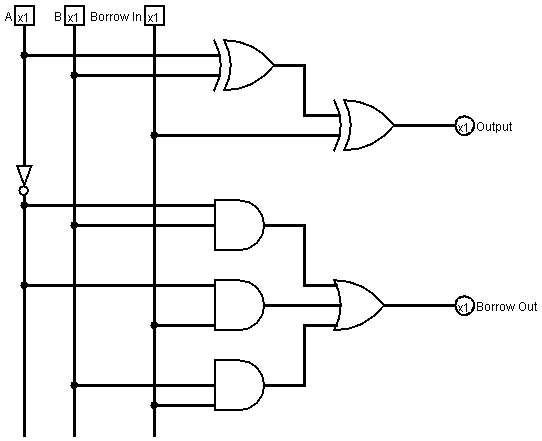 A x1 B x1 Borrow In x1
x1 Output
x1 Borrow Out